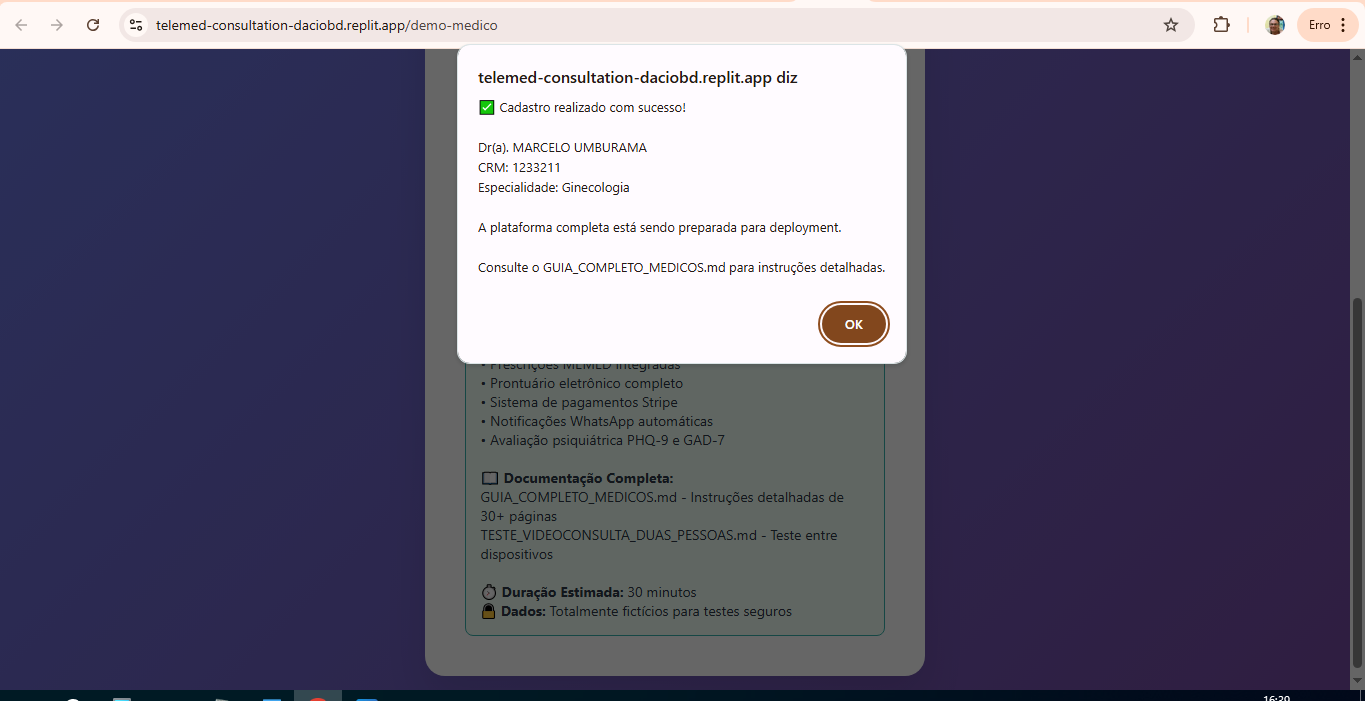 telemed-consultation-daciobd.replit.app/demo-medico
Erro
telemed-consultation-daciobd.replit.app diz
✅ Cadastro realizado com sucesso!
Dr(a). MARCELO UMBURAMA
CRM: 1233211
Especialidade: Ginecologia
A plataforma completa está sendo preparada para deployment.
Consulte o GUIA_COMPLETO_MEDICOS.md para instruções detalhadas.
OK
• Prescrições MEMED integradas
• Prontuário eletrônico completo
• Sistema de pagamentos Stripe
• Notificações WhatsApp automáticas
• Avaliação psiquiátrica PHQ-9 e GAD-7
Documentação Completa:
GUIA_COMPLETO_MEDICOS.md - Instruções detalhadas de
30+ páginas
TESTE_VIDEOCONSULTA_DUAS_PESSOAS.md - Teste entre
dispositivos
Duração Estimada: 30 minutos
Dados: Totalmente fictícios para testes seguros